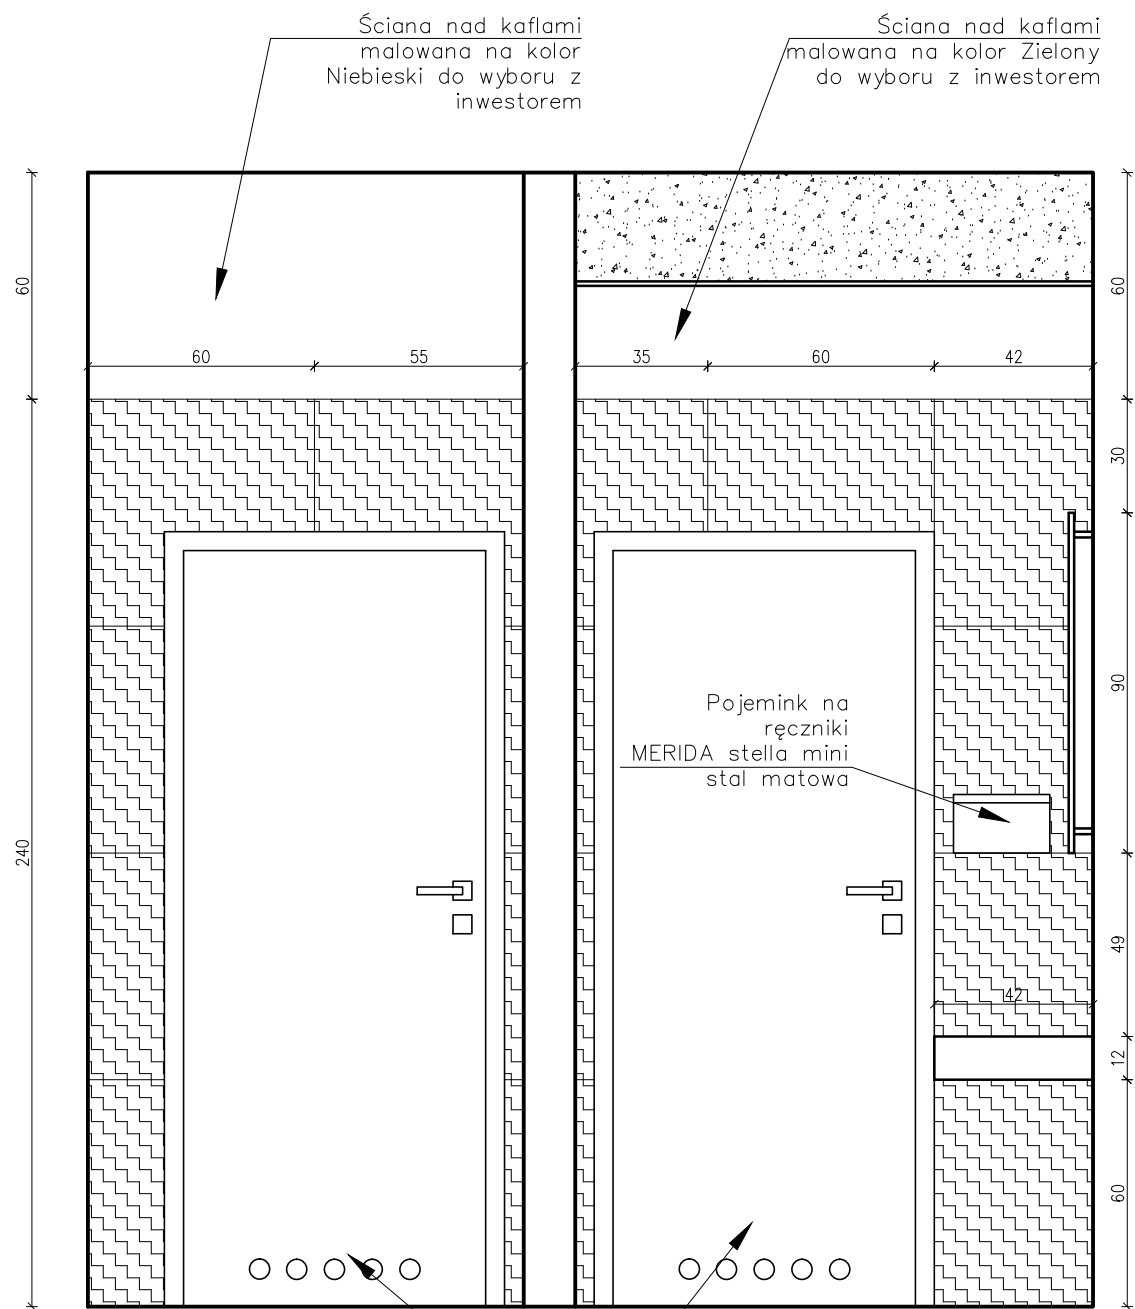 Ściana nad kaflami
malowana na kolor
Niebieski do wyboru z
inwestorem
Ściana nad kaflami
malowana na kolor Zielony
do wyboru z inwestorem
60
60
60
55
35
60
42
30
90
Pojemink na
ręczniki
MERIDA stella mini
stal matowa
240
49
42
12
60